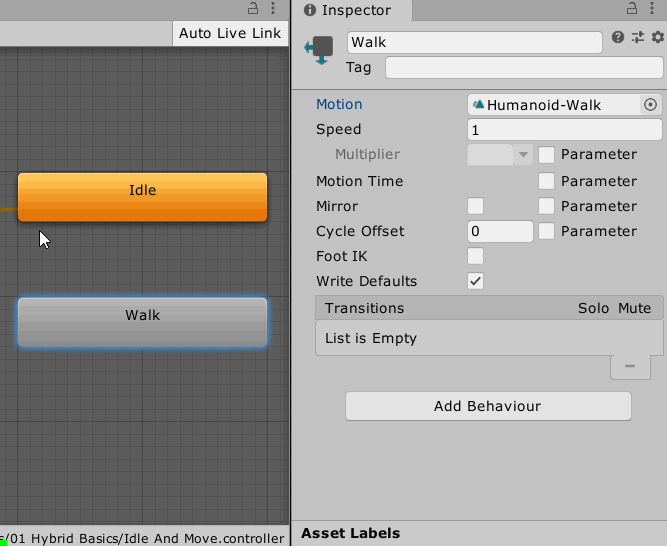 Auto Live Link
Idle
Walk
/01 Hybrid Basics/Idle And Move.controller
Inspector
Walk
Tag
Motion
Humanoid-Walk
Speed
1
Multiplier
Parameter
Motion Time
Parameter
Mirror
Parameter
Cycle Offset
0
Parameter
Foot IK
Write Defaults
Transitions
Solo Mute
List is Empty
Add Behaviour
Asset Labels